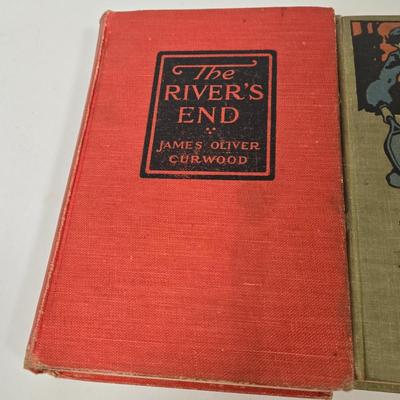 The
RIVER'S
END
JAMES OLIVER
CURWOOD